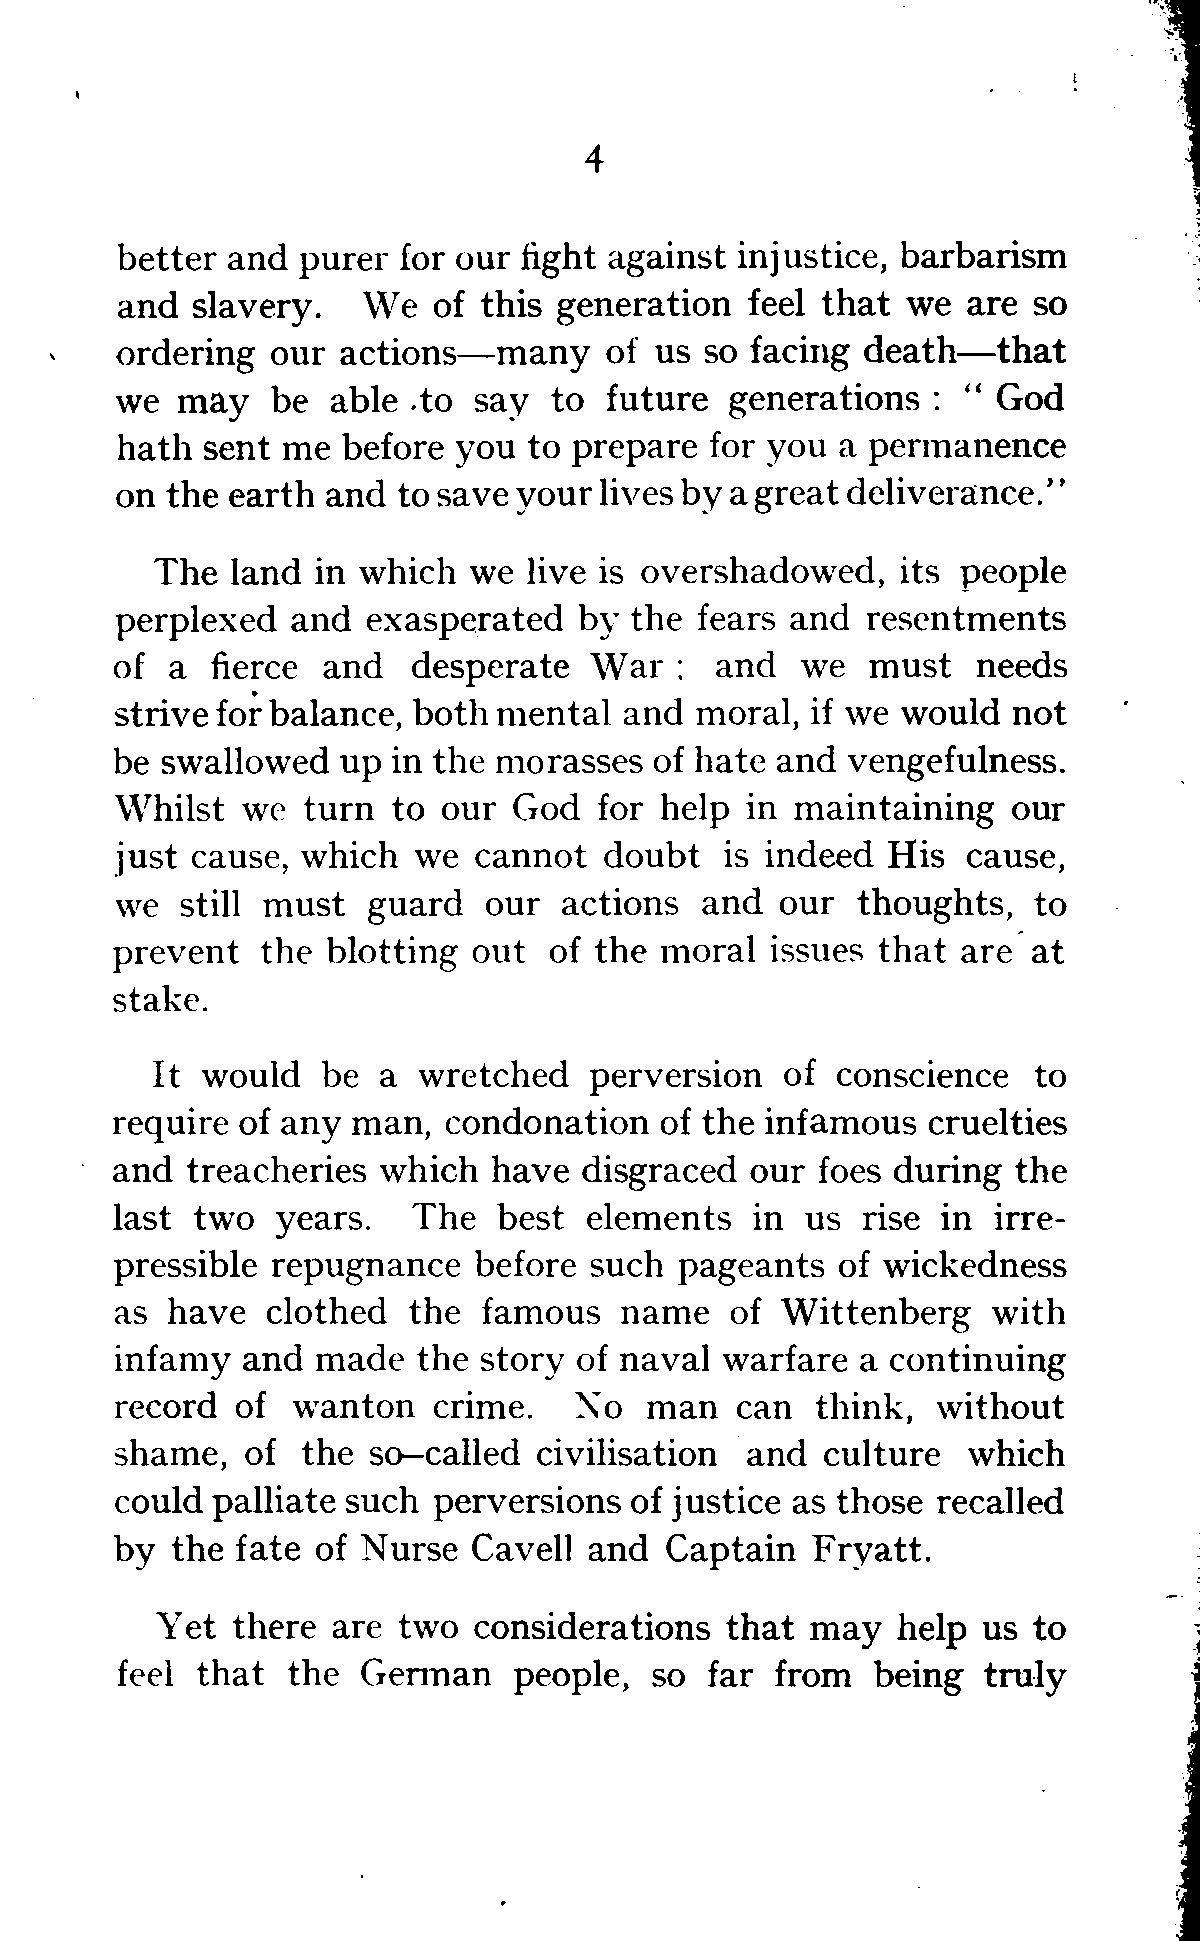 4
better and purer for our fight against injustice, barbarism
and slavery. We of this generation feel that we are so
ordering our actions—many of us so facing death—that
we may be able to say to future generations : “ God
hath sent me before you to prepare for you a permanence
on the earth and to save your lives by a great deliverance.”
The land in which we live is overshadowed, its people
perplexed and exasperated by the fears and resentments
of a fierce and desperate War ; and we must needs
strive for balance, both mental and moral, if we would not
be swallowed up in the morasses of hate and vengefulness.
Whilst we turn to our God for help in maintaining our
just cause, which we cannot doubt is indeed His cause,
we still must guard our actions and our thoughts, to
prevent the blotting out of the moral issues that are at
stake.
It would be a wretched perversion of conscience to
require of any man, condonation of the infamous cruelties
and treacheries which have disgraced our foes during the
last two years. The best elements in us rise in irre-
pressible repugnance before such pageants of wickedness
as have clothed the famous name of Wittenberg with
infamy and made the story of naval warfare a continuing
record of wanton crime. No man can think, without
shame, of the so–called civilisation and culture which
could palliate such perversions of justice as those recalled
by the fate of Nurse Cavell and Captain Fryatt.
Yet there are two considerations that may help us to
feel that the German people, so far from being truly